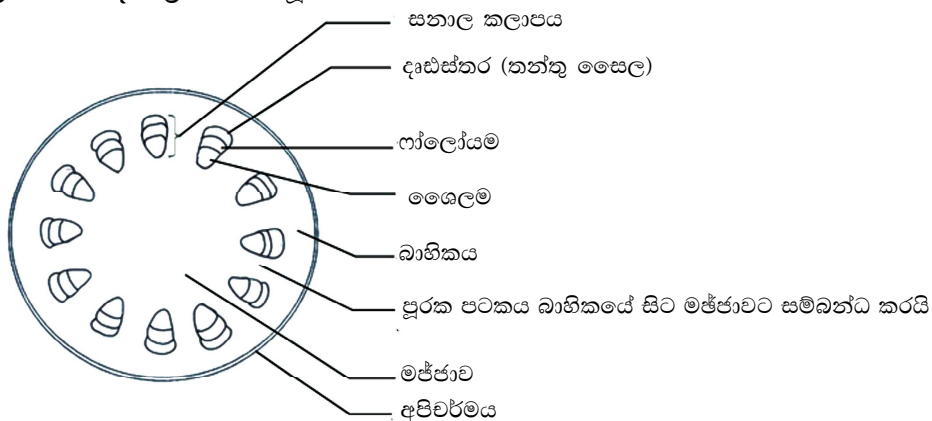 සනාල කලාපය
දෘඪස්තර (තන්තු සෛල)
ෆ්ලෝයම
ශෛලම
බාහිකය
පූරක පටකය බාහිකයේ සිට මඡ්ජාවට සම්බන්ධ කරයි
මජ්ජාව
අපිචර්මය